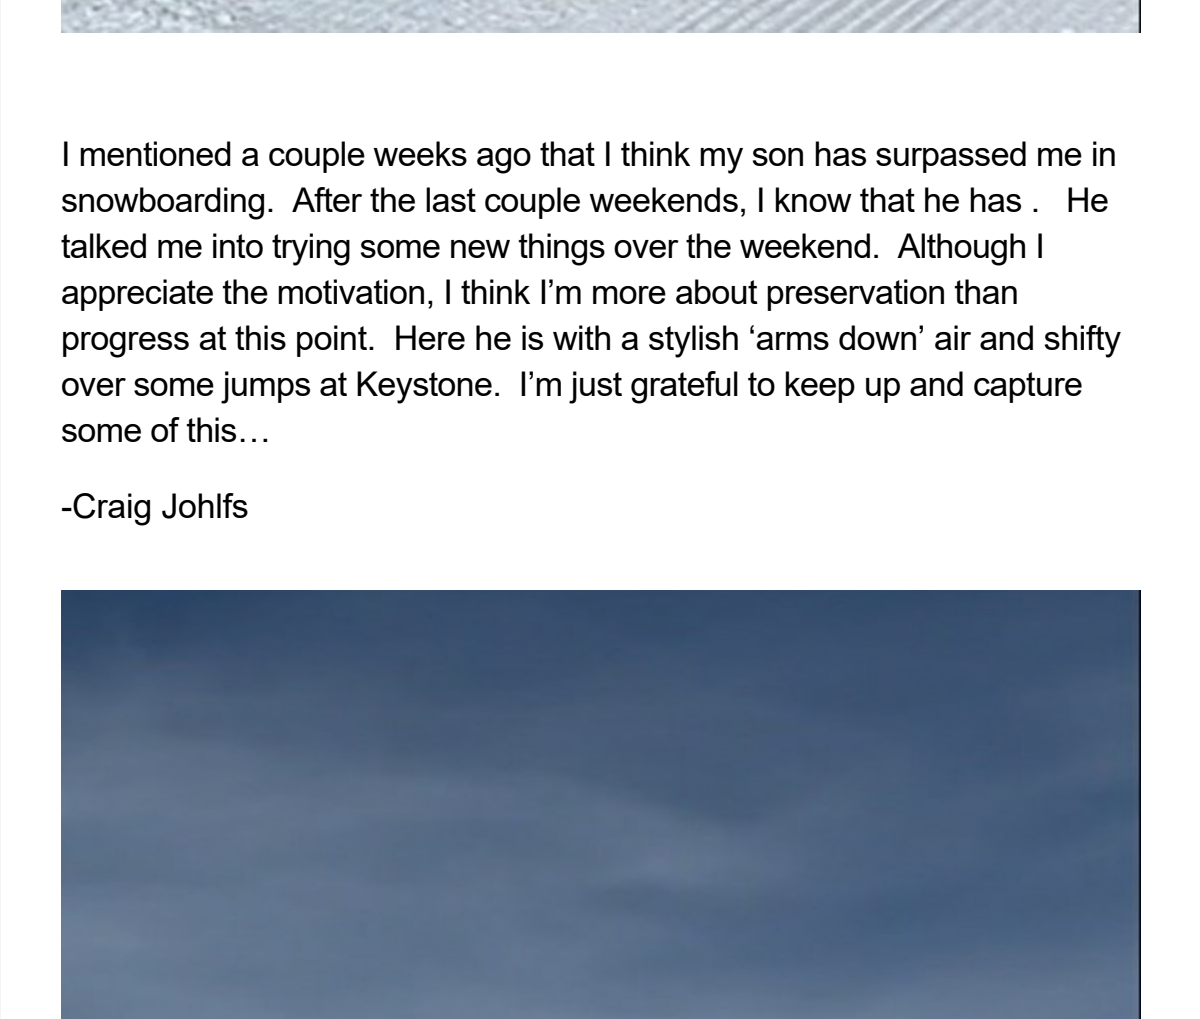 I mentioned a couple weeks ago that I think my son has surpassed me in
snowboarding.  After the last couple weekends, I know that he has .   He
talked me into trying some new things over the weekend.  Although I
appreciate the motivation, I think I’m more about preservation than
progress at this point.  Here he is with a stylish ‘arms down’ air and shifty
over some jumps at Keystone.  I’m just grateful to keep up and capture
some of this…
-Craig Johlfs